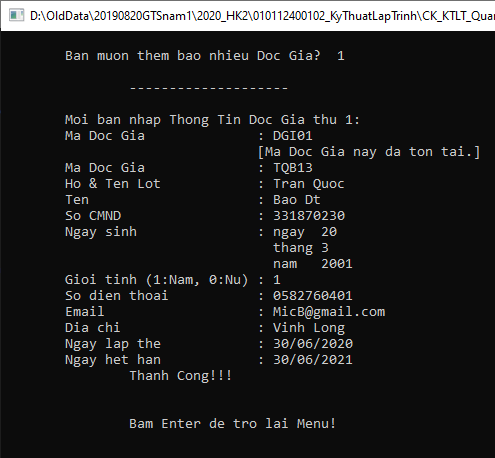 D:\OldData\20190820GTSnam1\2020_HK2\010112400102_KyThuatLapTrinh\CK_KTLT_Quan
Ban muon them bao nhieu Doc Gia?  1
--------------------
Moi ban nhap Thong Tin Doc Gia thu 1:
Ma Doc Gia              : DGI01
[Ma Doc Gia nay da ton tai.]
Ma Doc Gia              : TQB13
Ho & Ten Lot            : Tran Quoc
Ten                     : Bao Dt
So CMND                 : 331870230
Ngay sinh               : ngay  20
thang 3
nam   2001
Gioi tinh (1:Nam, 0:Nu) : 1
So dien thoai           : 0582760401
Email                   : MicB@gmail.com
Dia chi                 : Vinh Long
Ngay lap the            : 30/06/2020
Ngay het han            : 30/06/2021
Thanh Cong!!!
Bam Enter de tro lai Menu!